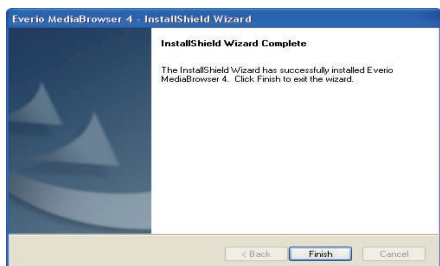 Everio MediaBrowser 4 - InstallShield Wizard
InstallShield Wizard Complete
The InstallShield Wizard has successfully installed Everio
MediaBrowser 4. Click Finish to exit the wizard.
< Back Finish Cancel